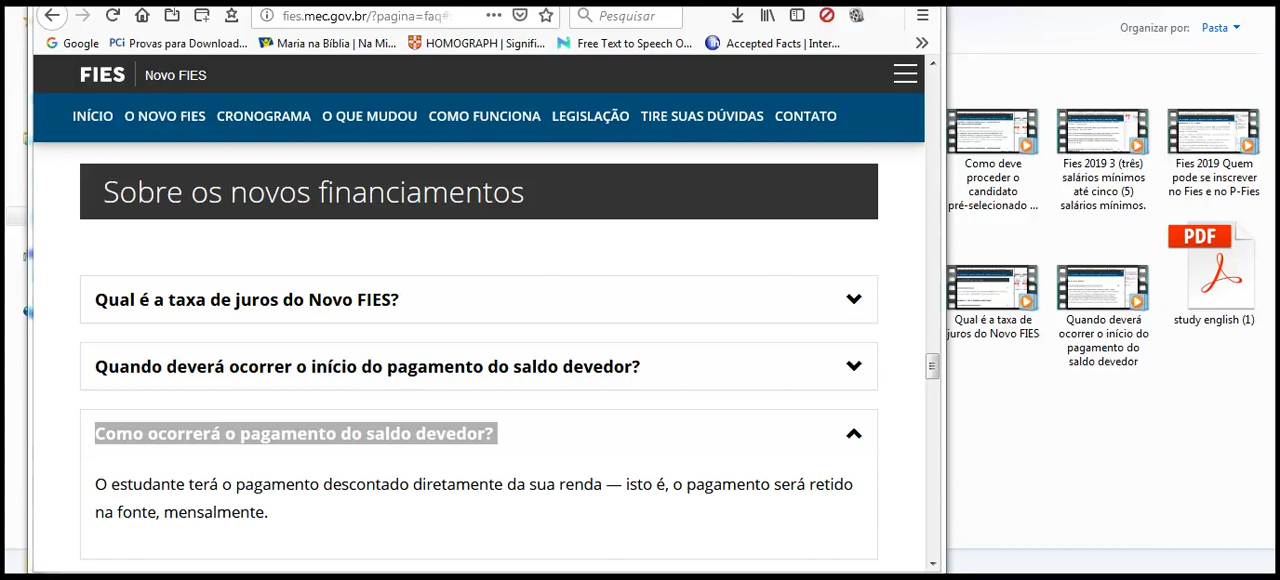 fies.mec.gov.br/?pagina=faq#
Pesquisar
Google
PCi Provas para Download...
Maria na Bíblia | Na Mi...
HOMOGRAPH | Signifi...
Free Text to Speech O...
Accepted Facts | Inter...
FIES
Novo FIES
INÍCIO
O NOVO FIES
CRONOGRAMA
O QUE MUDOU
COMO FUNCIONA
LEGISLAÇÃO
TIRE SUAS DÚVIDAS
CONTATO
Sobre os novos financiamentos
Qual é a taxa de juros do Novo FIES?
Quando deverá ocorrer o início do pagamento do saldo devedor?
Como ocorrerá o pagamento do saldo devedor?
O estudante terá o pagamento descontado diretamente da sua renda — isto é, o pagamento será retido
na fonte, mensalmente.
Organizar por:
Pasta
Como deve
proceder o
candidato
pré-selecionado ...
Fies 2019 3 (três)
salários mínimos
até cinco (5)
salários mínimos.
Fies 2019 Quem
pode se inscrever
no Fies e no P-Fies
Qual é a taxa de
juros do Novo FIES
Quando deverá
ocorrer o início do
pagamento do
saldo devedor
PDF
study english (1)